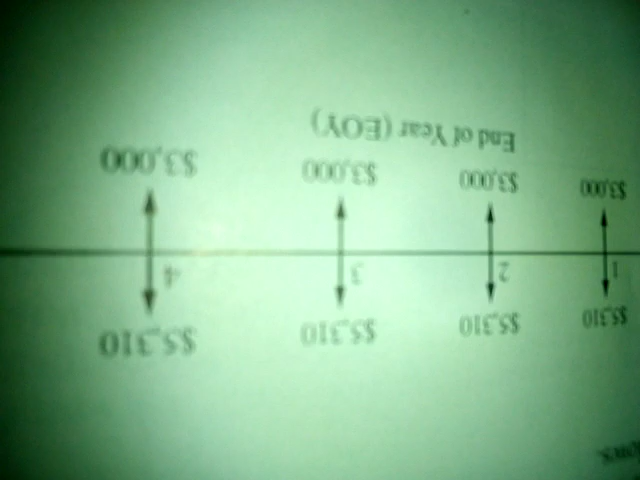 $5,310 $5,310 $5,310 $5,310
1 2 3 4
$3,000 $3,000 $3,000 $3,000
End of Year (EOY)